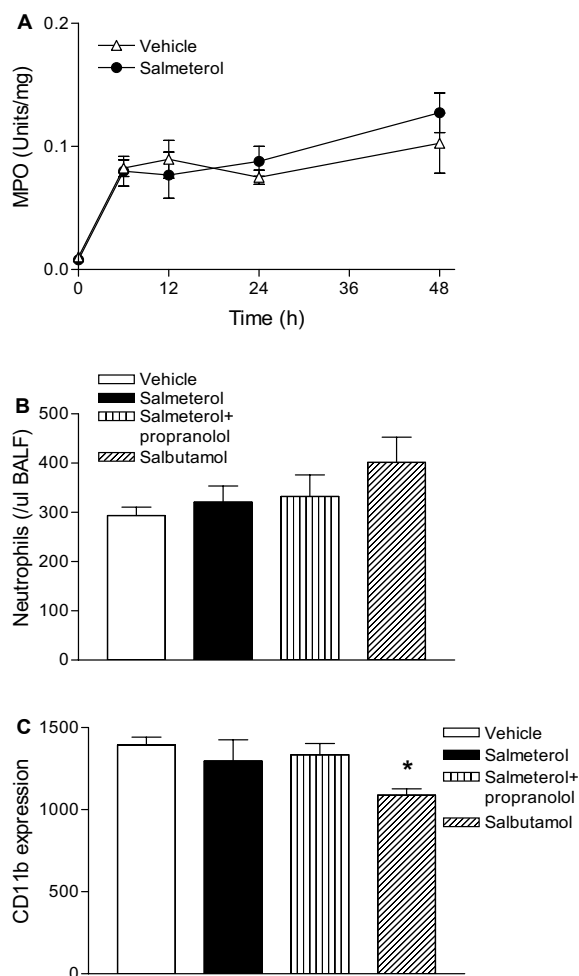 A
0.2
Vehicle
Salmeterol
MPO (Units/mg)
0.1
0.0
0 12 24 36 48
Time (h)
B
Vehicle
Salmeterol
Salmeterol+
propranolol
Salbutamol
Neutrophils (/ul BALF)
500
400
300
200
100
0
C
Vehicle
Salmeterol
Salmeterol+
propranolol
Salbutamol
CD11b expression
1500
1000
500
0
*